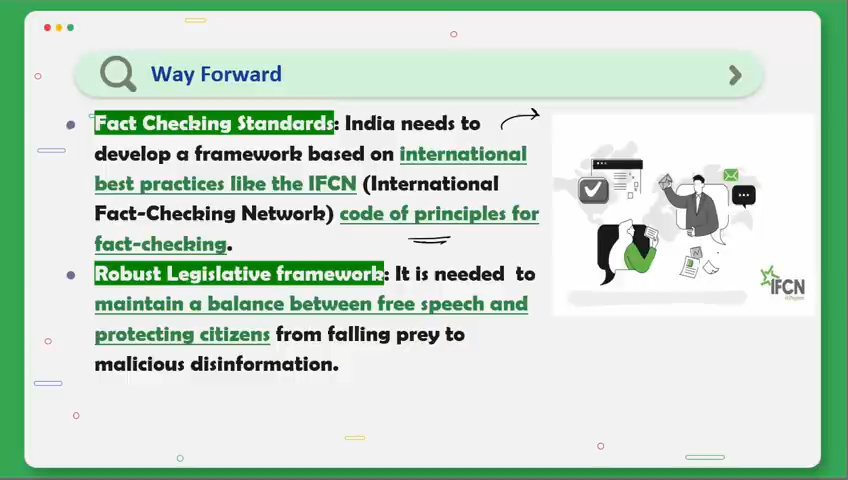 Way Forward
Fact Checking Standards: India needs to
develop a framework based on international
best practices like the IFCN (International
Fact-Checking Network) code of principles for
fact-checking.
Robust Legislative framework: It is needed to
maintain a balance between free speech and
protecting citizens from falling prey to
malicious disinformation.
IFCN